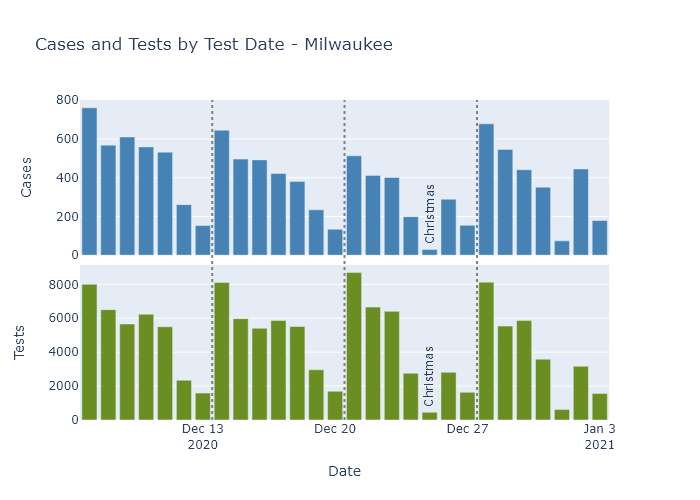 Cases and Tests by Test Date - Milwaukee
800
600
400
200
0
Cases
Christmas
8000
6000
4000
2000
0
Tests
Christmas
Dec 13
2020
Dec 20
Dec 27
Jan 3
2021
Date